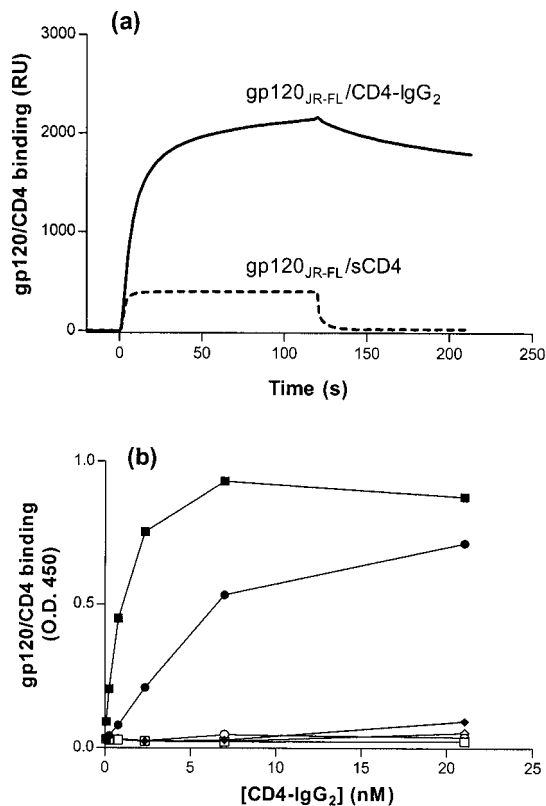 (a)
3000
2000
1000
0
gp120/CD4 binding (RU)
gp120JR-FL/CD4-IgG2
gp120JR-FL/sCD4
0 50 100 150 200 250
Time (s)
(b)
1.0
0.5
0.0
gp120/CD4 binding
(O.D. 450)
0 5 10 15 20 25
[CD4-IgG2] (nM)